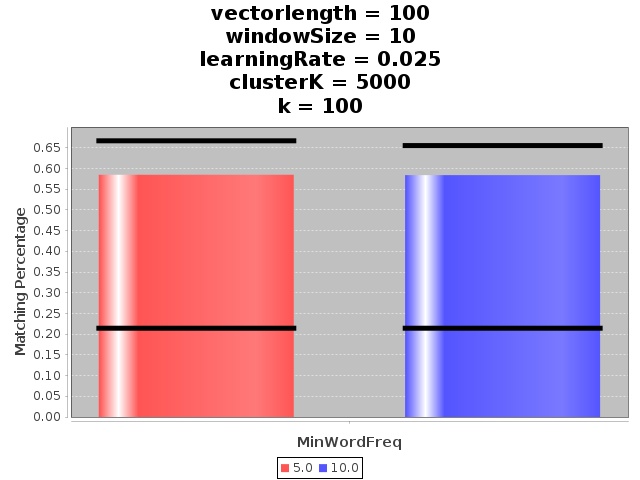 vectorlength = 100
windowSize = 10
learningRate = 0.025
clusterK = 5000
k = 100
Matching Percentage
0.65
0.60
0.55
0.50
0.45
0.40
0.35
0.30
0.25
0.20
0.15
0.10
0.05
0.00
MinWordFreq
5.0 10.0